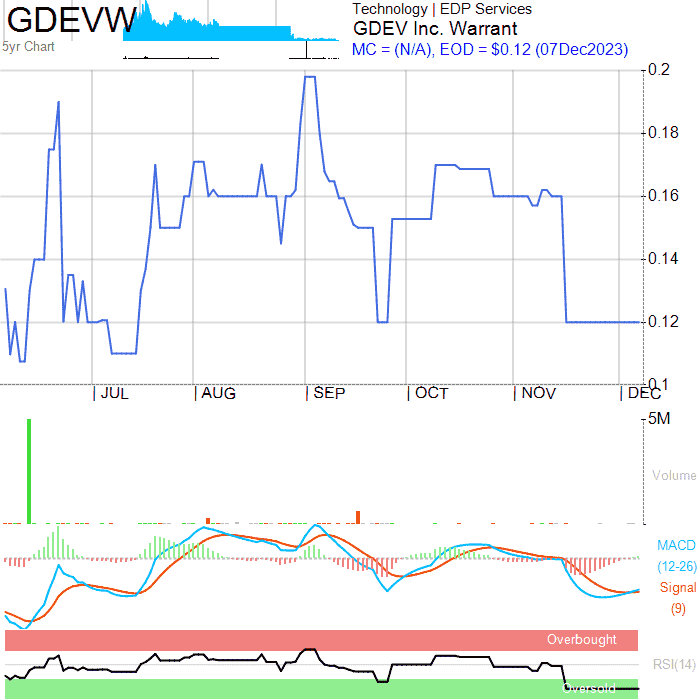 GDEVW
Technology | EDP Services
GDEV Inc. Warrant
5yr Chart
MC = (N/A), EOD = $0.12 (07Dec2023)
0.2
0.18
0.16
0.14
0.12
0.1
JUL AUG SEP OCT NOV DEC
5M
Volume
MACD
(12-26)
Signal
(9)
Overbought
RSI(14)
Oversold